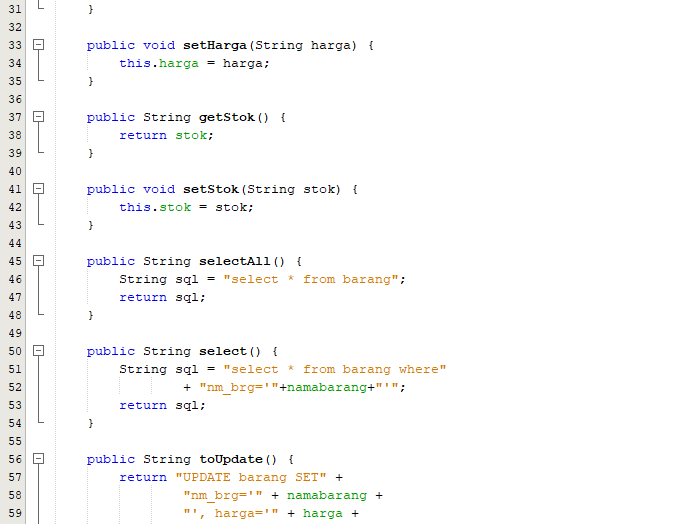 31 }
32
33 public void setHarga(String harga) {
34 this.harga = harga;
35 }
36
37 public String getStok() {
38 return stok;
39 }
40
41 public void setStok(String stok) {
42 this.stok = stok;
43 }
44
45 public String selectAll() {
46 String sql = "select * from barang";
47 return sql;
48 }
49
50 public String select() {
51 String sql = "select * from barang where"
52 + "nm_brg='"+namabarang+"'";
53 return sql;
54 }
55
56 public String toUpdate() {
57 return "UPDATE barang SET" +
58 "nm_brg='" + namabarang +
59 "', harga='" + harga +